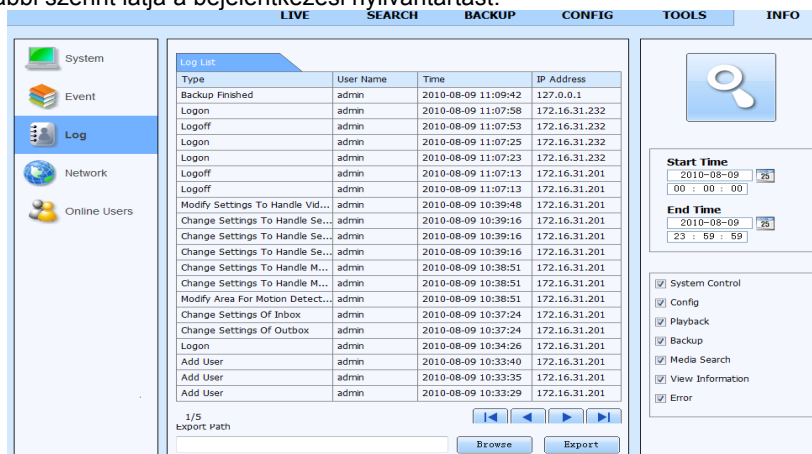 ábbi szerint látja a bejelentkezési nyilvántartást:
LIVE SEARCH BACKUP CONFIG TOOLS INFO
System
Event
Log
Network
Online Users
Log List
Type User Name Time IP Address
Backup Finished admin 2010-08-09 11:09:42 127.0.0.1
Logon admin 2010-08-09 11:07:58 172.16.31.232
Logoff admin 2010-08-09 11:07:53 172.16.31.232
Logon admin 2010-08-09 11:07:25 172.16.31.232
Logon admin 2010-08-09 11:07:23 172.16.31.232
Logoff admin 2010-08-09 11:07:13 172.16.31.201
Logoff admin 2010-08-09 11:07:13 172.16.31.201
Modify Settings To Handle Vid... admin 2010-08-09 10:39:48 172.16.31.201
Change Settings To Handle Se... admin 2010-08-09 10:39:16 172.16.31.201
Change Settings To Handle Se... admin 2010-08-09 10:39:16 172.16.31.201
Change Settings To Handle Se... admin 2010-08-09 10:39:16 172.16.31.201
Change Settings To Handle M... admin 2010-08-09 10:38:51 172.16.31.201
Change Settings To Handle M... admin 2010-08-09 10:38:51 172.16.31.201
Modify Area For Motion Detect... admin 2010-08-09 10:38:51 172.16.31.201
Change Settings Of Inbox admin 2010-08-09 10:37:24 172.16.31.201
Change Settings Of Outbox admin 2010-08-09 10:37:24 172.16.31.201
Logon admin 2010-08-09 10:34:26 172.16.31.201
Add User admin 2010-08-09 10:33:40 172.16.31.201
Add User admin 2010-08-09 10:33:35 172.16.31.201
Add User admin 2010-08-09 10:33:29 172.16.31.201
1/5
Export Path
Browse Export
Start Time
2010-08-09 25
00 : 00 : 00
End Time
2010-08-09 25
23 : 59 : 59
System Control
Config
Playback
Backup
Media Search
View Information
Error